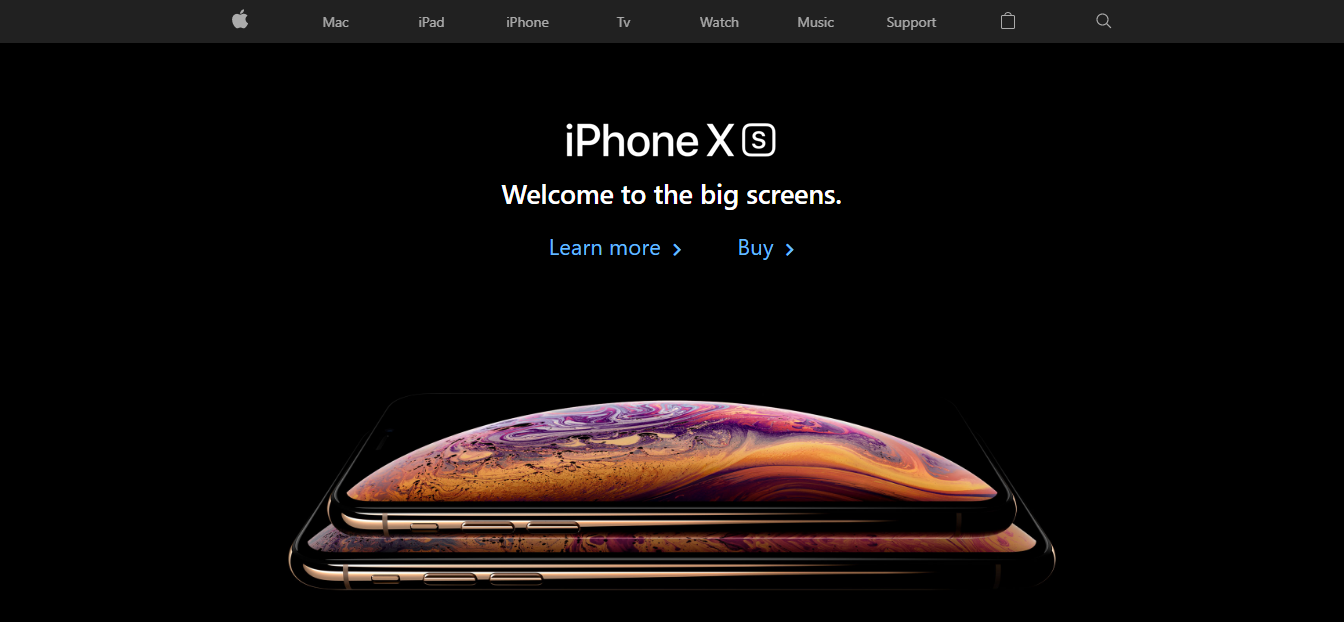 Mac iPad iPhone Tv Watch Music Support
iPhone XS
Welcome to the big screens.
Learn more > Buy >